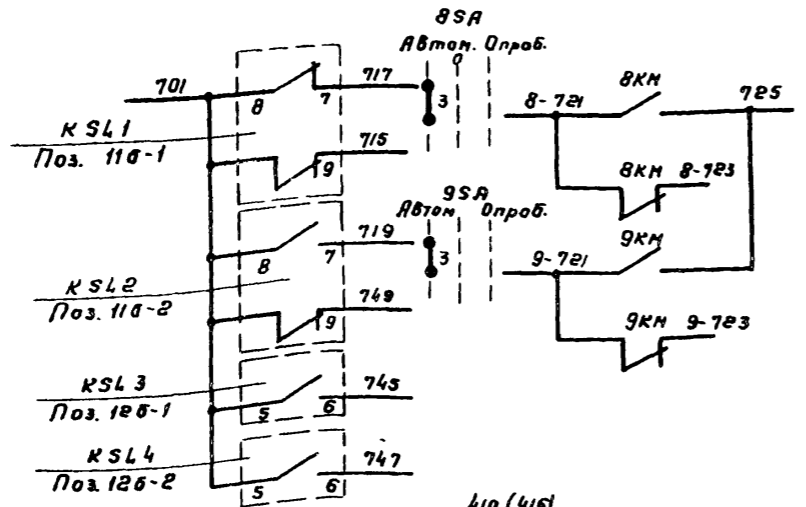 8SA
Автом. Опроб.
0
701
8
7
717
3
8-721
8КМ
725
KSL1
Поз. 11б-1
715
9
8КМ
8-723
9SA
Автом Опроб.
719
8
7
3
9-721
9КМ
KSL2
Поз. 11б-2
749
9
9КМ
9-723
KSL3
Поз. 12б-1
745
5
6
KSL4
Поз. 12б-2
747
5
6